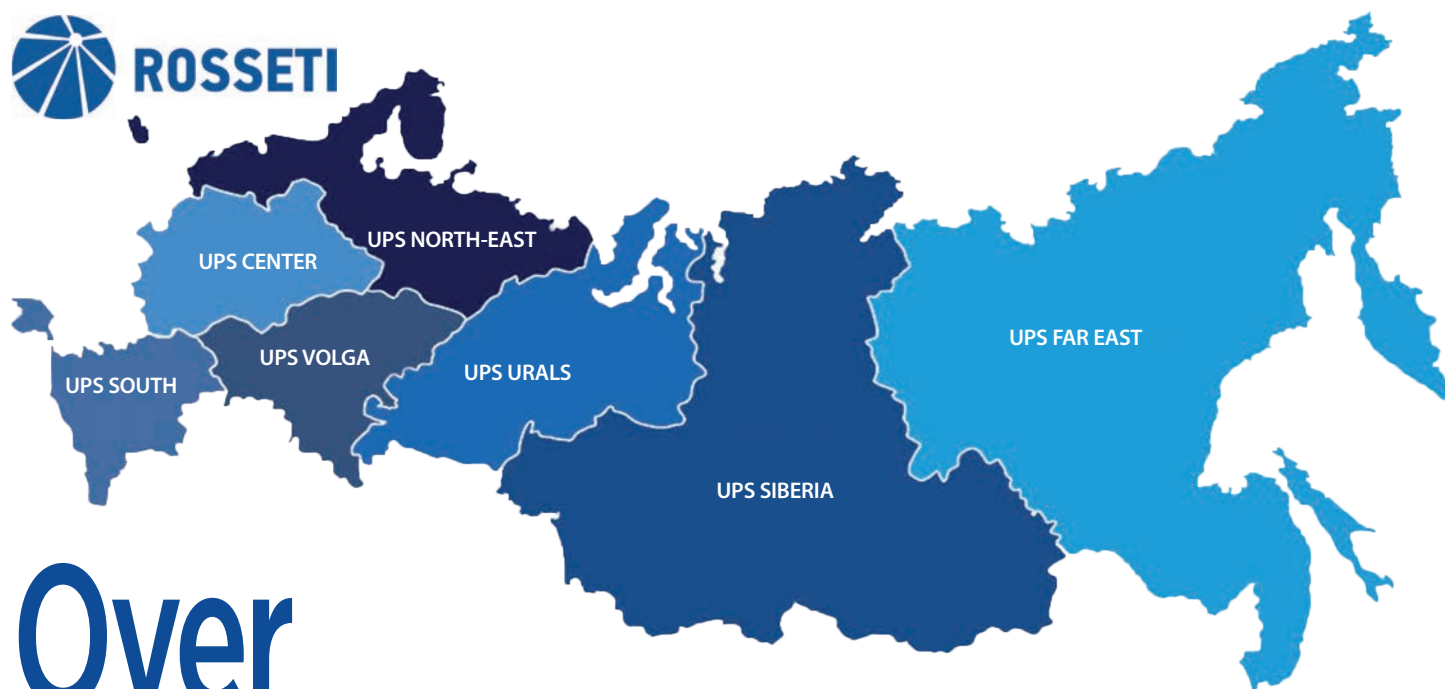 ROSSETI
UPS NORTH-EAST
UPS CENTER
UPS FAR EAST
UPS VOLGA
UPS URALS
UPS SOUTH
UPS SIBERIA
Over